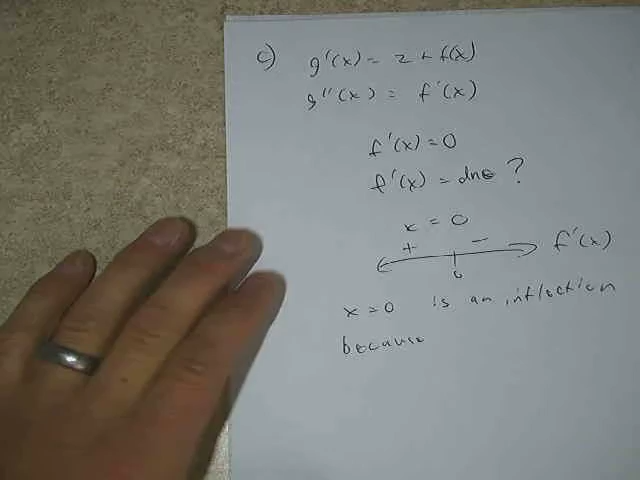 c) g'(x) = 2 + f(x)
g''(x) = f'(x)
f'(x) = 0
f'(x) = dne ?
x = 0
+ - f'(x)
0
x = 0 is an inflection
because